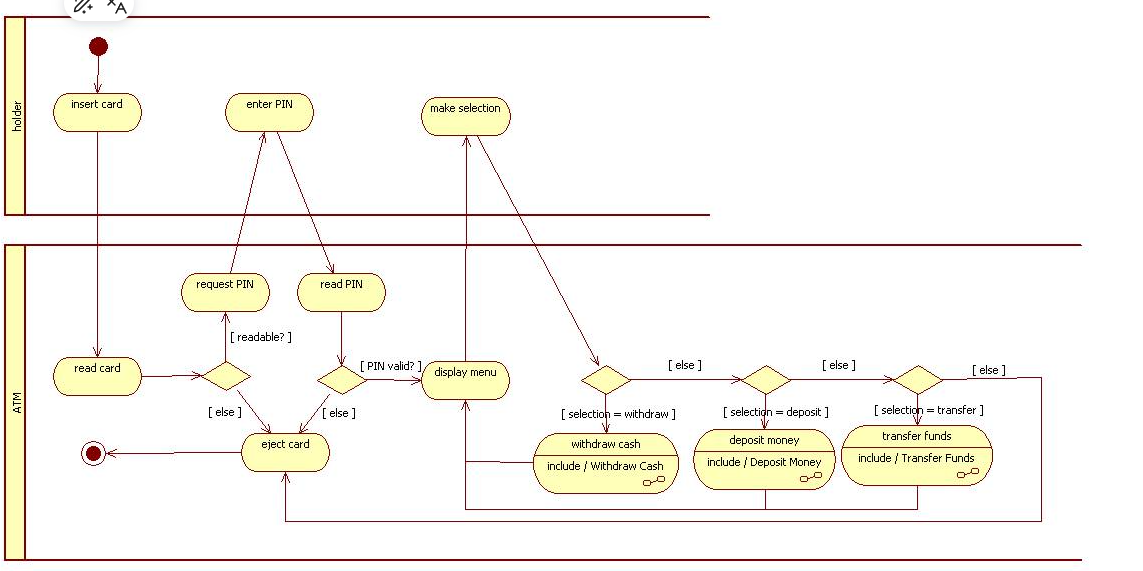 holder
insert card
enter PIN
make selection
ATM
request PIN
read PIN
[ readable? ]
read card
[ PIN valid? ]
display menu
[ else ]
[ else ]
[ else ]
[ else ]
[ else ]
[ selection = withdraw ]
[ selection = deposit ]
[ selection = transfer ]
eject card
withdraw cash
include / Withdraw Cash
deposit money
include / Deposit Money
transfer funds
include / Transfer Funds